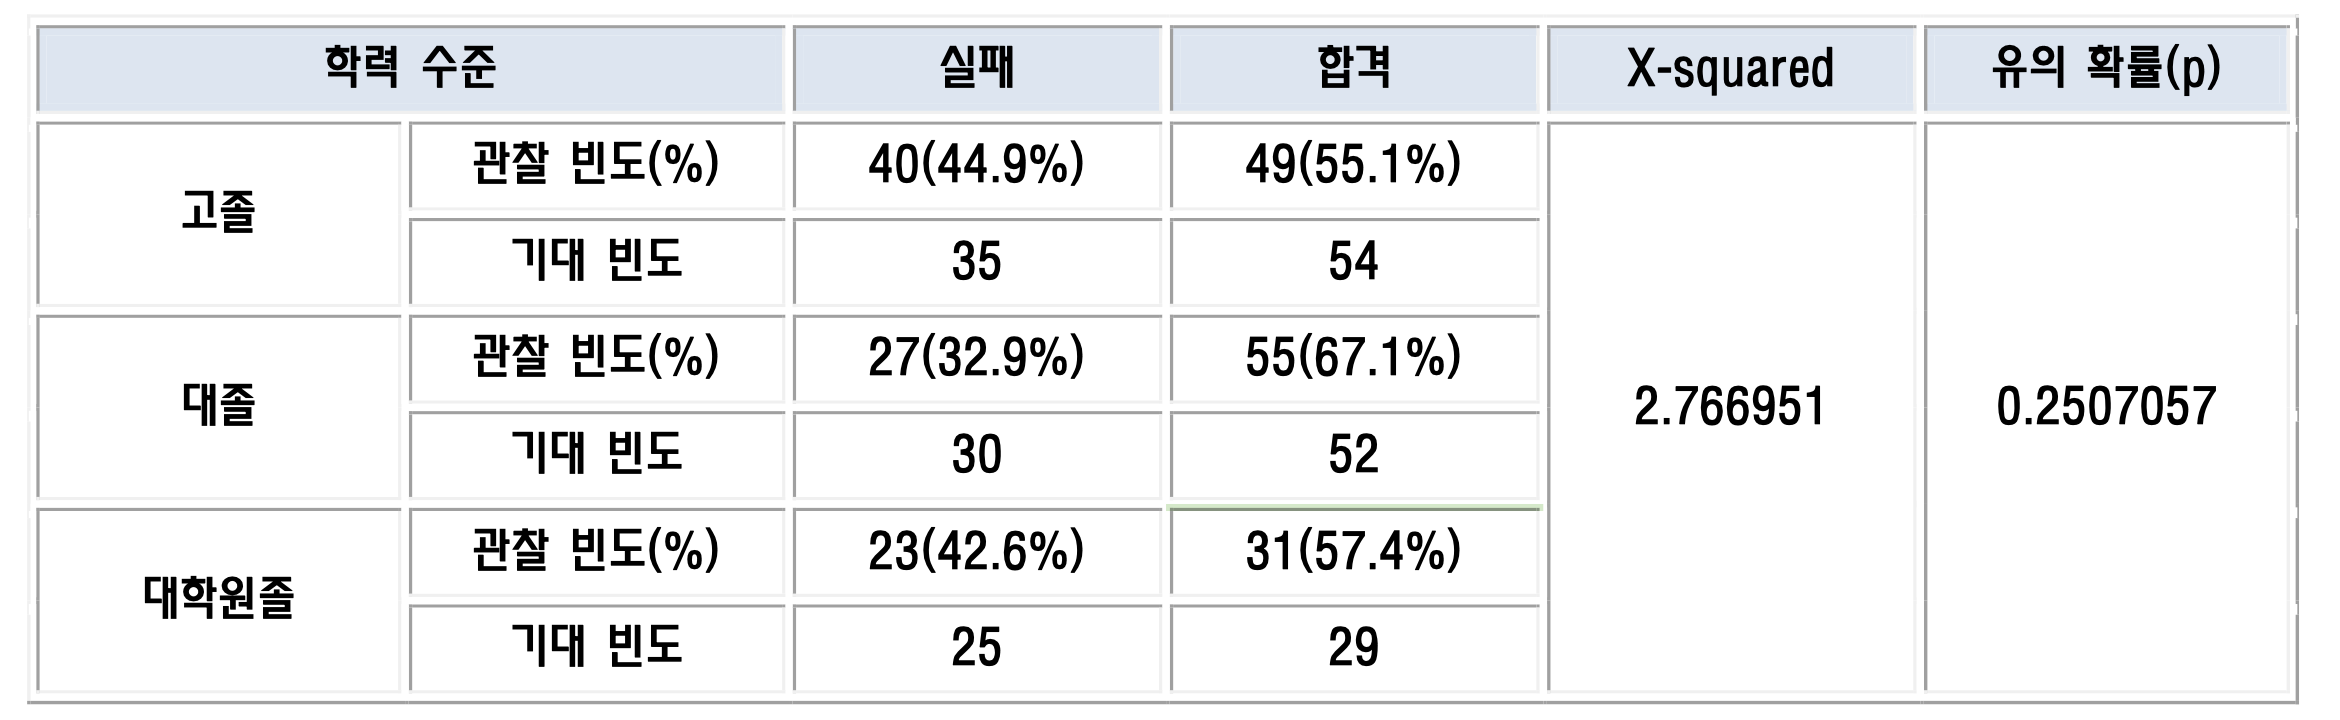 학력 수준 실패 합격 X-squared 유의 확률(p)
고졸 관찰 빈도(%) 40(44.9%) 49(55.1%) 2.766951 0.2507057
기대 빈도 35 54
대졸 관찰 빈도(%) 27(32.9%) 55(67.1%)
기대 빈도 30 52
대학원졸 관찰 빈도(%) 23(42.6%) 31(57.4%)
기대 빈도 25 29